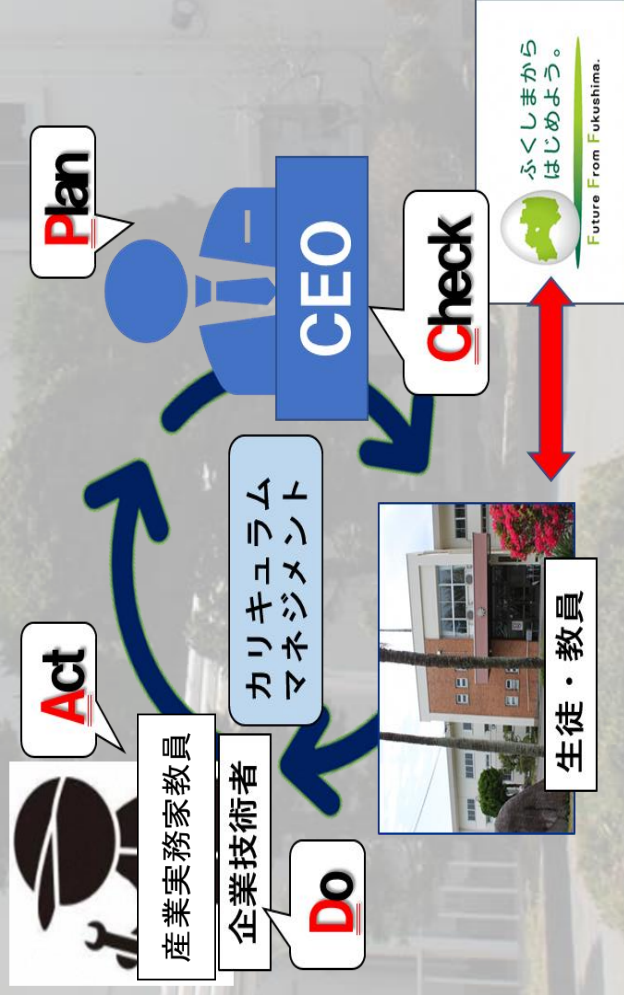 Act
Plan
産業実務家教員
企業技術者
Do
カリキュラム
マネジメント
CEO
Check
生徒・教員
ふくしまから
はじめよう。
Future From Fukushima.